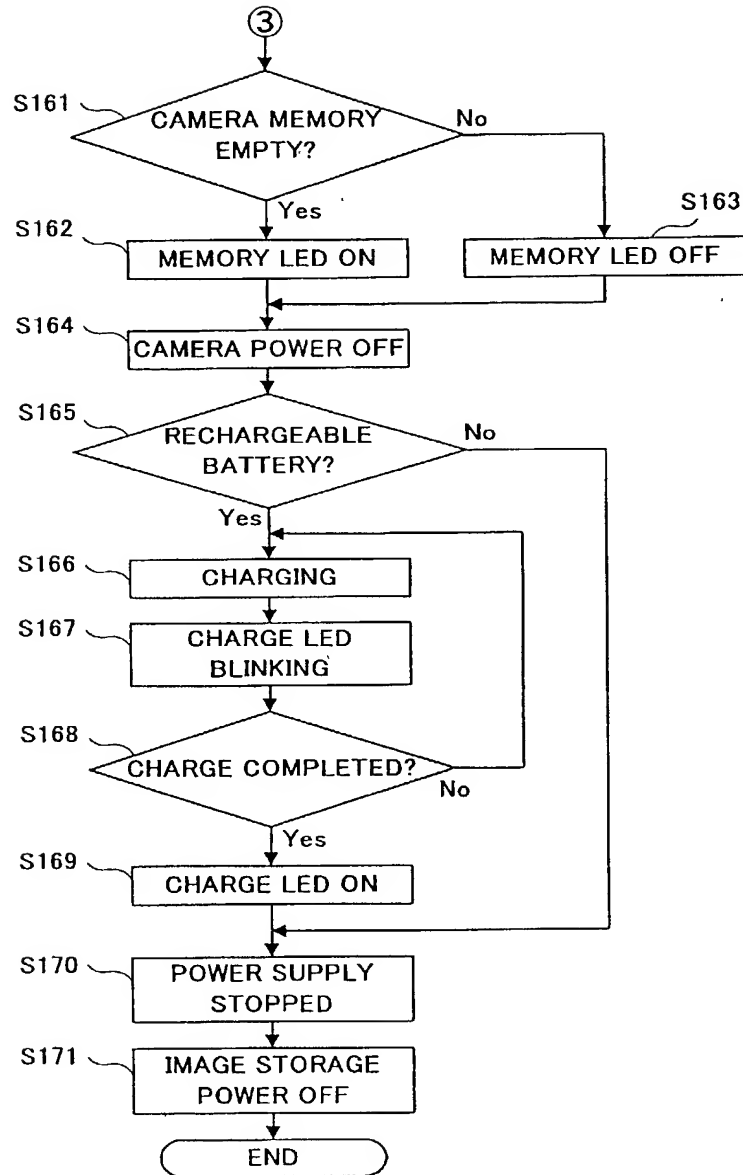 ③
S161
CAMERA MEMORY
EMPTY?
No
Yes
S162
MEMORY LED ON
S163
MEMORY LED OFF
S164
CAMERA POWER OFF
S165
RECHARGEABLE
BATTERY?
No
Yes
S166
CHARGING
S167
CHARGE LED
BLINKING
S168
CHARGE COMPLETED?
No
Yes
S169
CHARGE LED ON
S170
POWER SUPPLY
STOPPED
S171
IMAGE STORAGE
POWER OFF
END